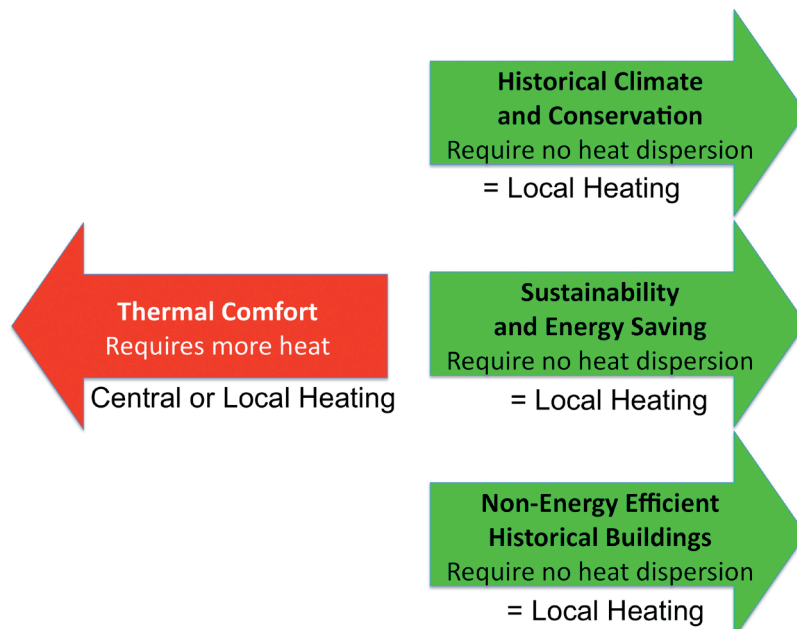 Historical Climate
and Conservation
Require no heat dispersion
= Local Heating
Thermal Comfort
Requires more heat
Central or Local Heating
Sustainability
and Energy Saving
Require no heat dispersion
= Local Heating
Non-Energy Efficient
Historical Buildings
Require no heat dispersion
= Local Heating